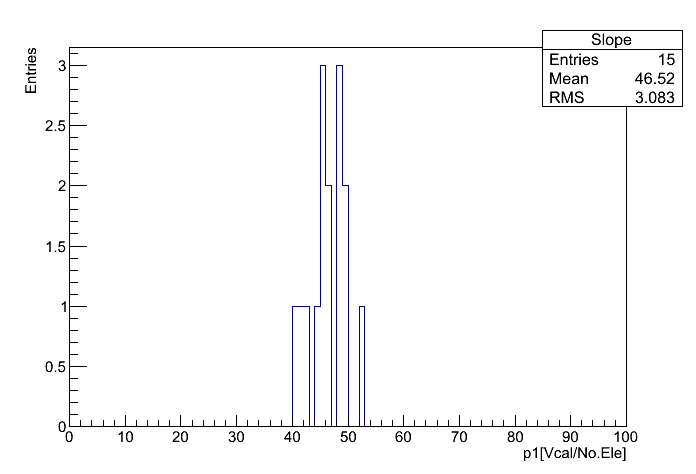 Slope
Entries 15
Mean 46.52
RMS 3.083
Entries
3
2.5
2
1.5
1
0.5
0
0 10 20 30 40 50 60 70 80 90 100
p1[Vcal/No.Ele]